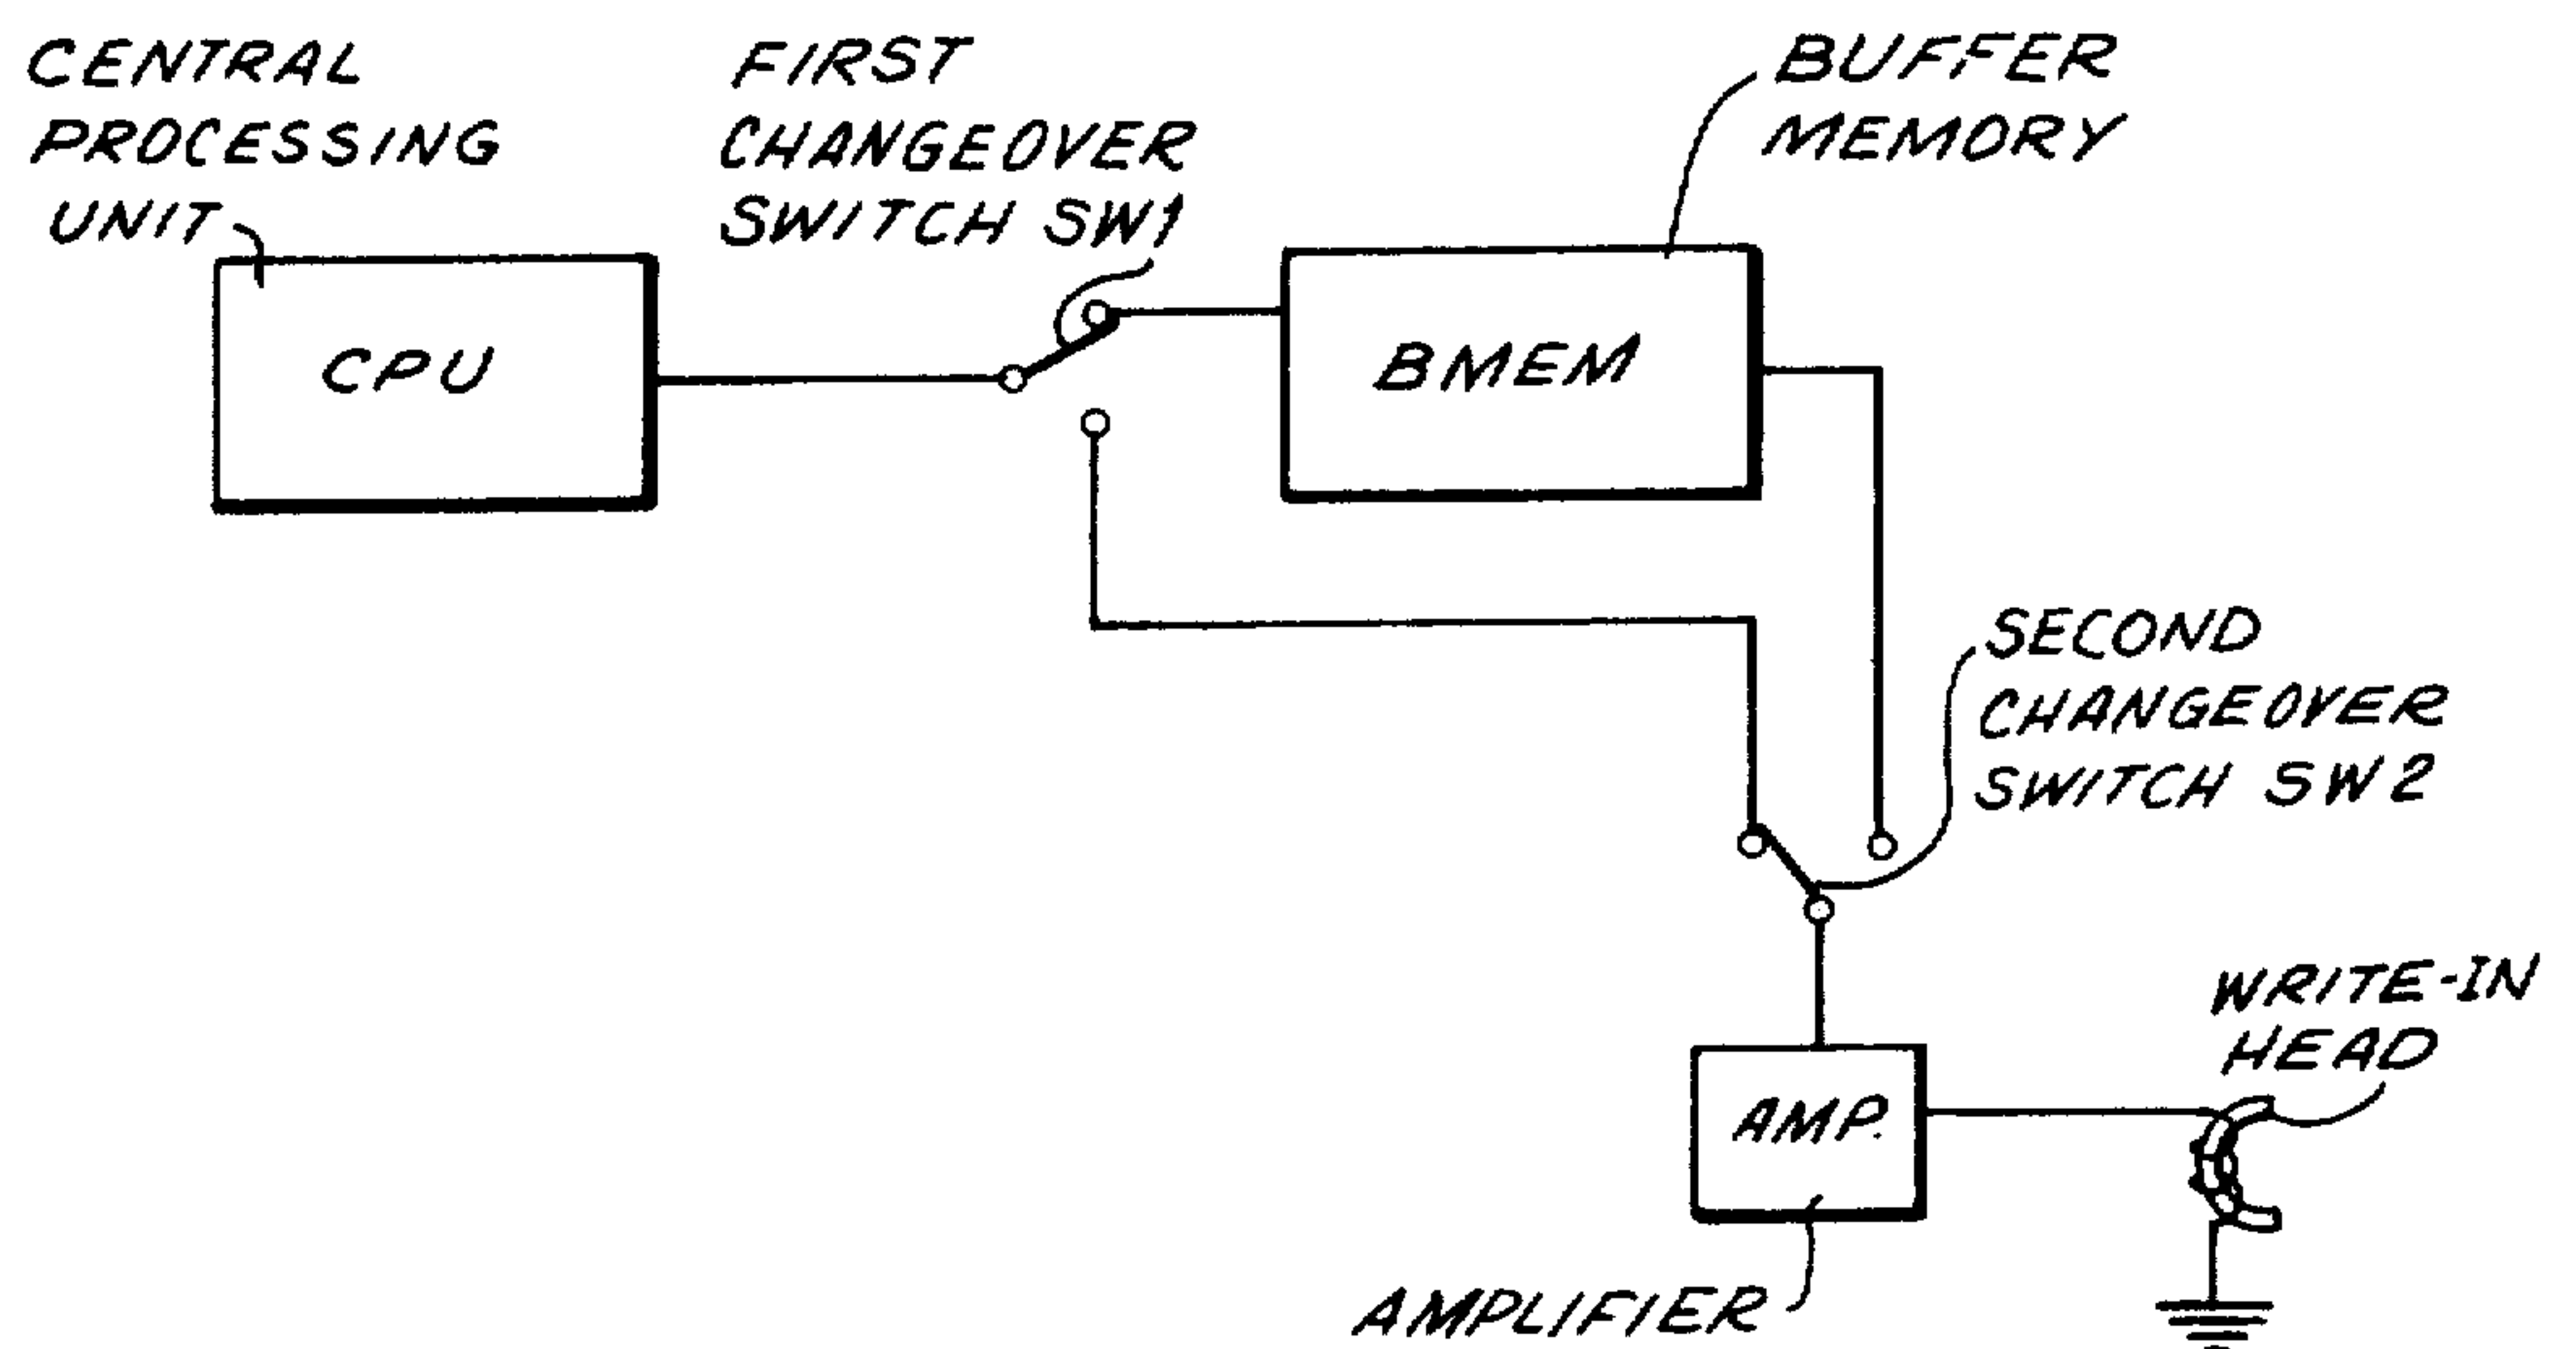 CENTRAL
PROCESSING
UNIT
CPU
FIRST
CHANGEOVER
SWITCH SW1
BUFFER
MEMORY
BMEM
SECOND
CHANGEOVER
SWITCH SW2
WRITE-IN
HEAD
AMP.
AMPLIFIER